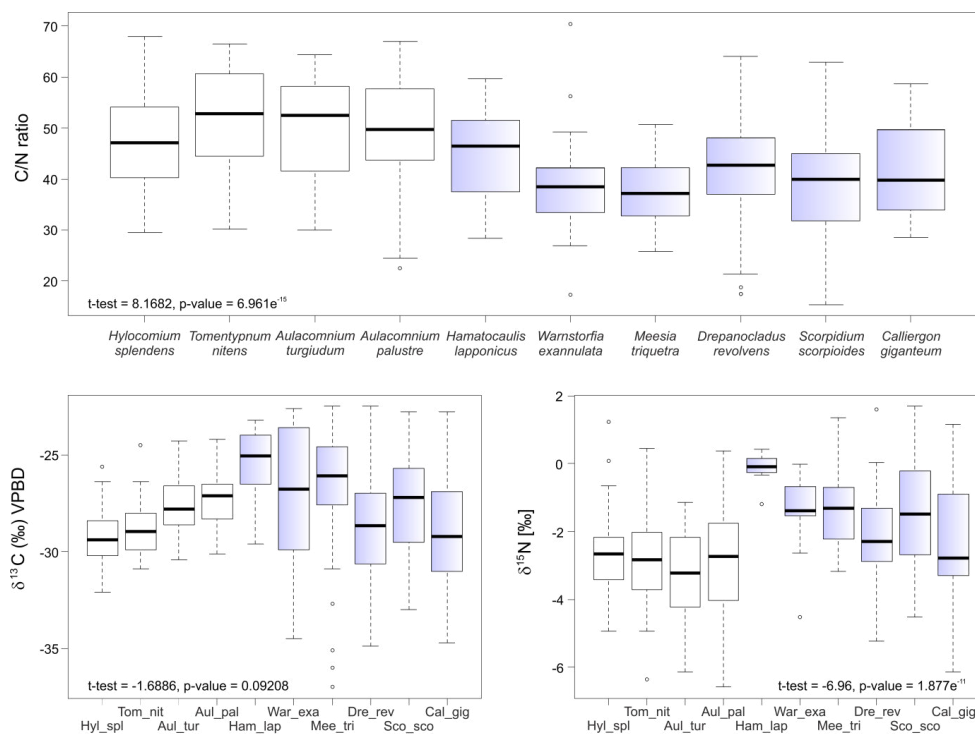 70
60
50
40
30
20
C/N ratio
t-test = 8.1682, p-value = 6.961e⁻¹⁵
Hylocomium splendens
Tomentypnum nitens
Aulacomnium turgiudum
Aulacomnium palustre
Hamatocaulis lapponicus
Warnstorfia exannulata
Meesia triquetra
Drepanocladus revolvens
Scorpidium scorpioides
Calliergon giganteum
-25
-30
-35
δ¹³C (‰) VPBD
t-test = -1.6886, p-value = 0.09208
Hyl_spl
Tom_nit
Aul_tur
Aul_pal
Ham_lap
War_exa
Mee_tri
Dre_rev
Sco_sco
Cal_gig
2
0
-2
-4
-6
δ¹⁵N [‰]
t-test = -6.96, p-value = 1.877e⁻¹¹
Hyl_spl
Tom_nit
Aul_tur
Aul_pal
Ham_lap
War_exa
Mee_tri
Dre_rev
Sco_sco
Cal_gig